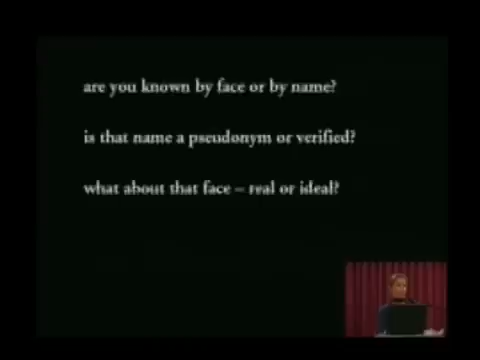 are you known by face or by name?
is that name a pseudonym or verified?
what about that face – real or ideal?